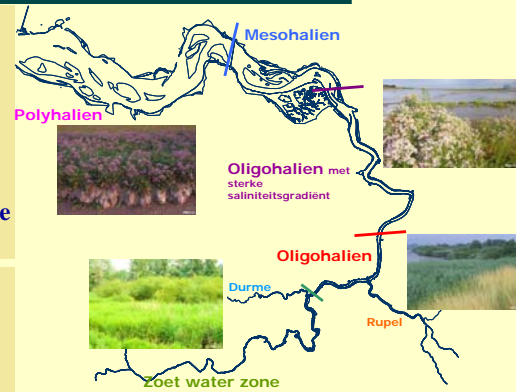 Mesohalien
Polyhalien
Oligohalien met
sterke
saliniteitsgradiënt
e
Oligohalien
Durme
Rupel
Zoet water zone